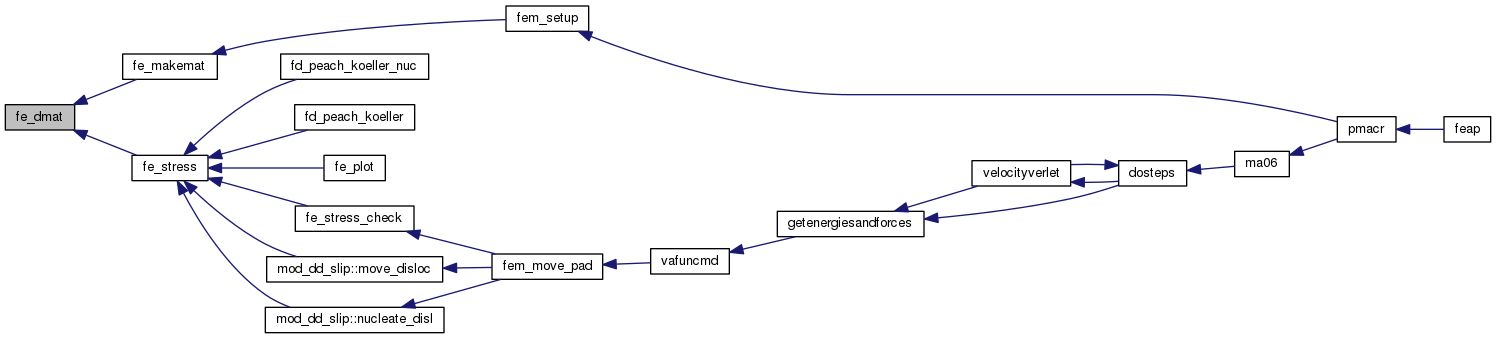 fem_setup
fe_makemat
fd_peach_koeller_nuc
fe_dmat
fd_peach_koeller
pmacr
feap
fe_stress
fe_plot
ma06
velocityverlet
dosteps
fe_stress_check
getenergiesandforces
mod_dd_slip::move_disloc
fem_move_pad
vafuncmd
mod_dd_slip::nucleate_disl